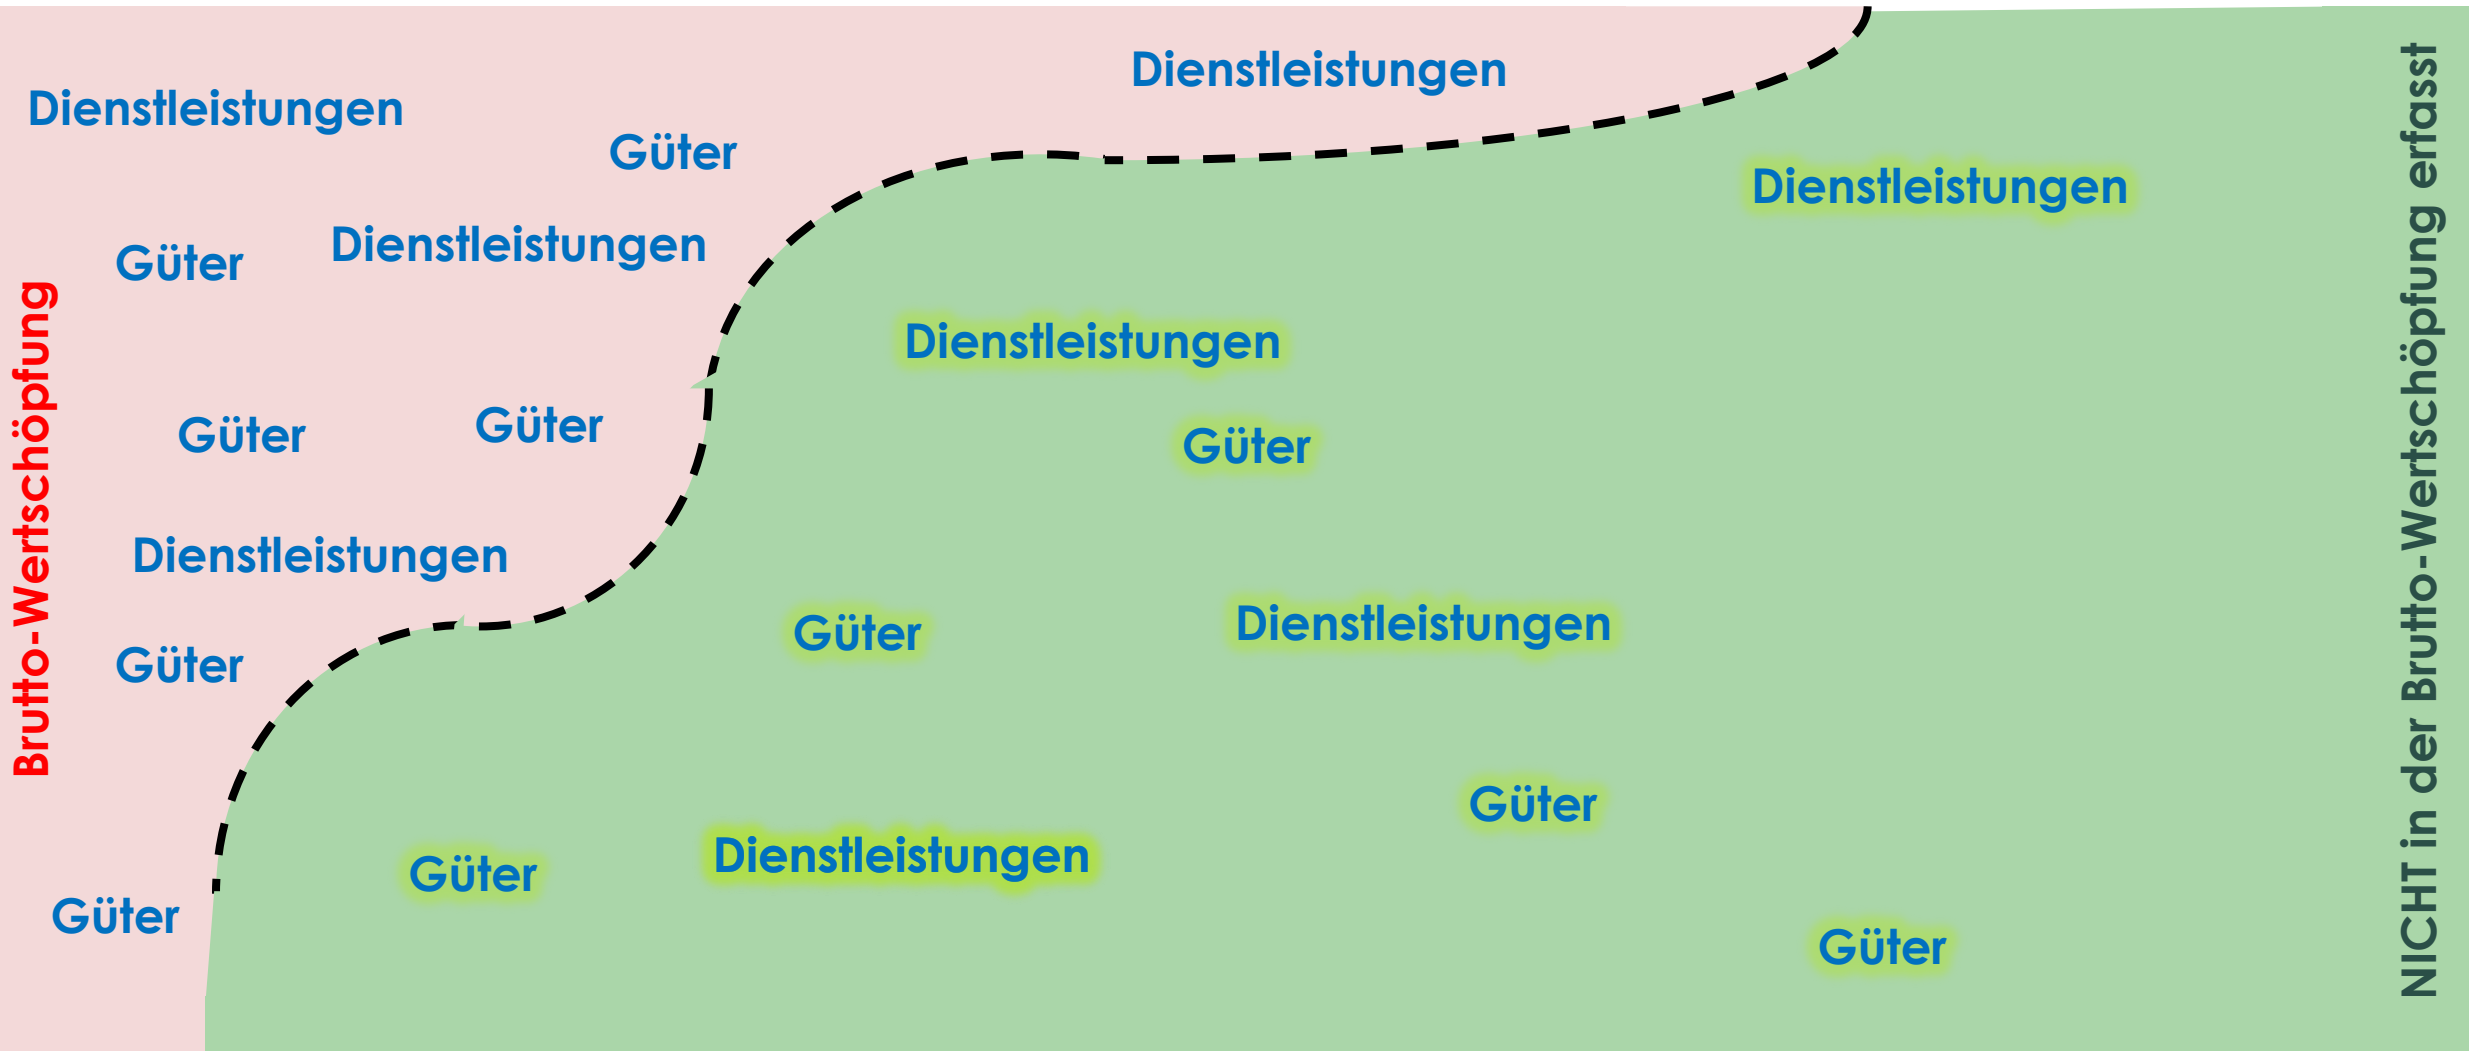 Dienstleistungen
Dienstleistungen
Güter
Dienstleistungen
Güter
Dienstleistungen
Güter
Güter
Dienstleistungen
Güter
Güter
Brutto-Wertschöpfung
Dienstleistungen
Güter
Güter
Dienstleistungen
Güter
Güter
Dienstleistungen
Güter
NICHT in der Brutto-Wertschöpfung erfasst